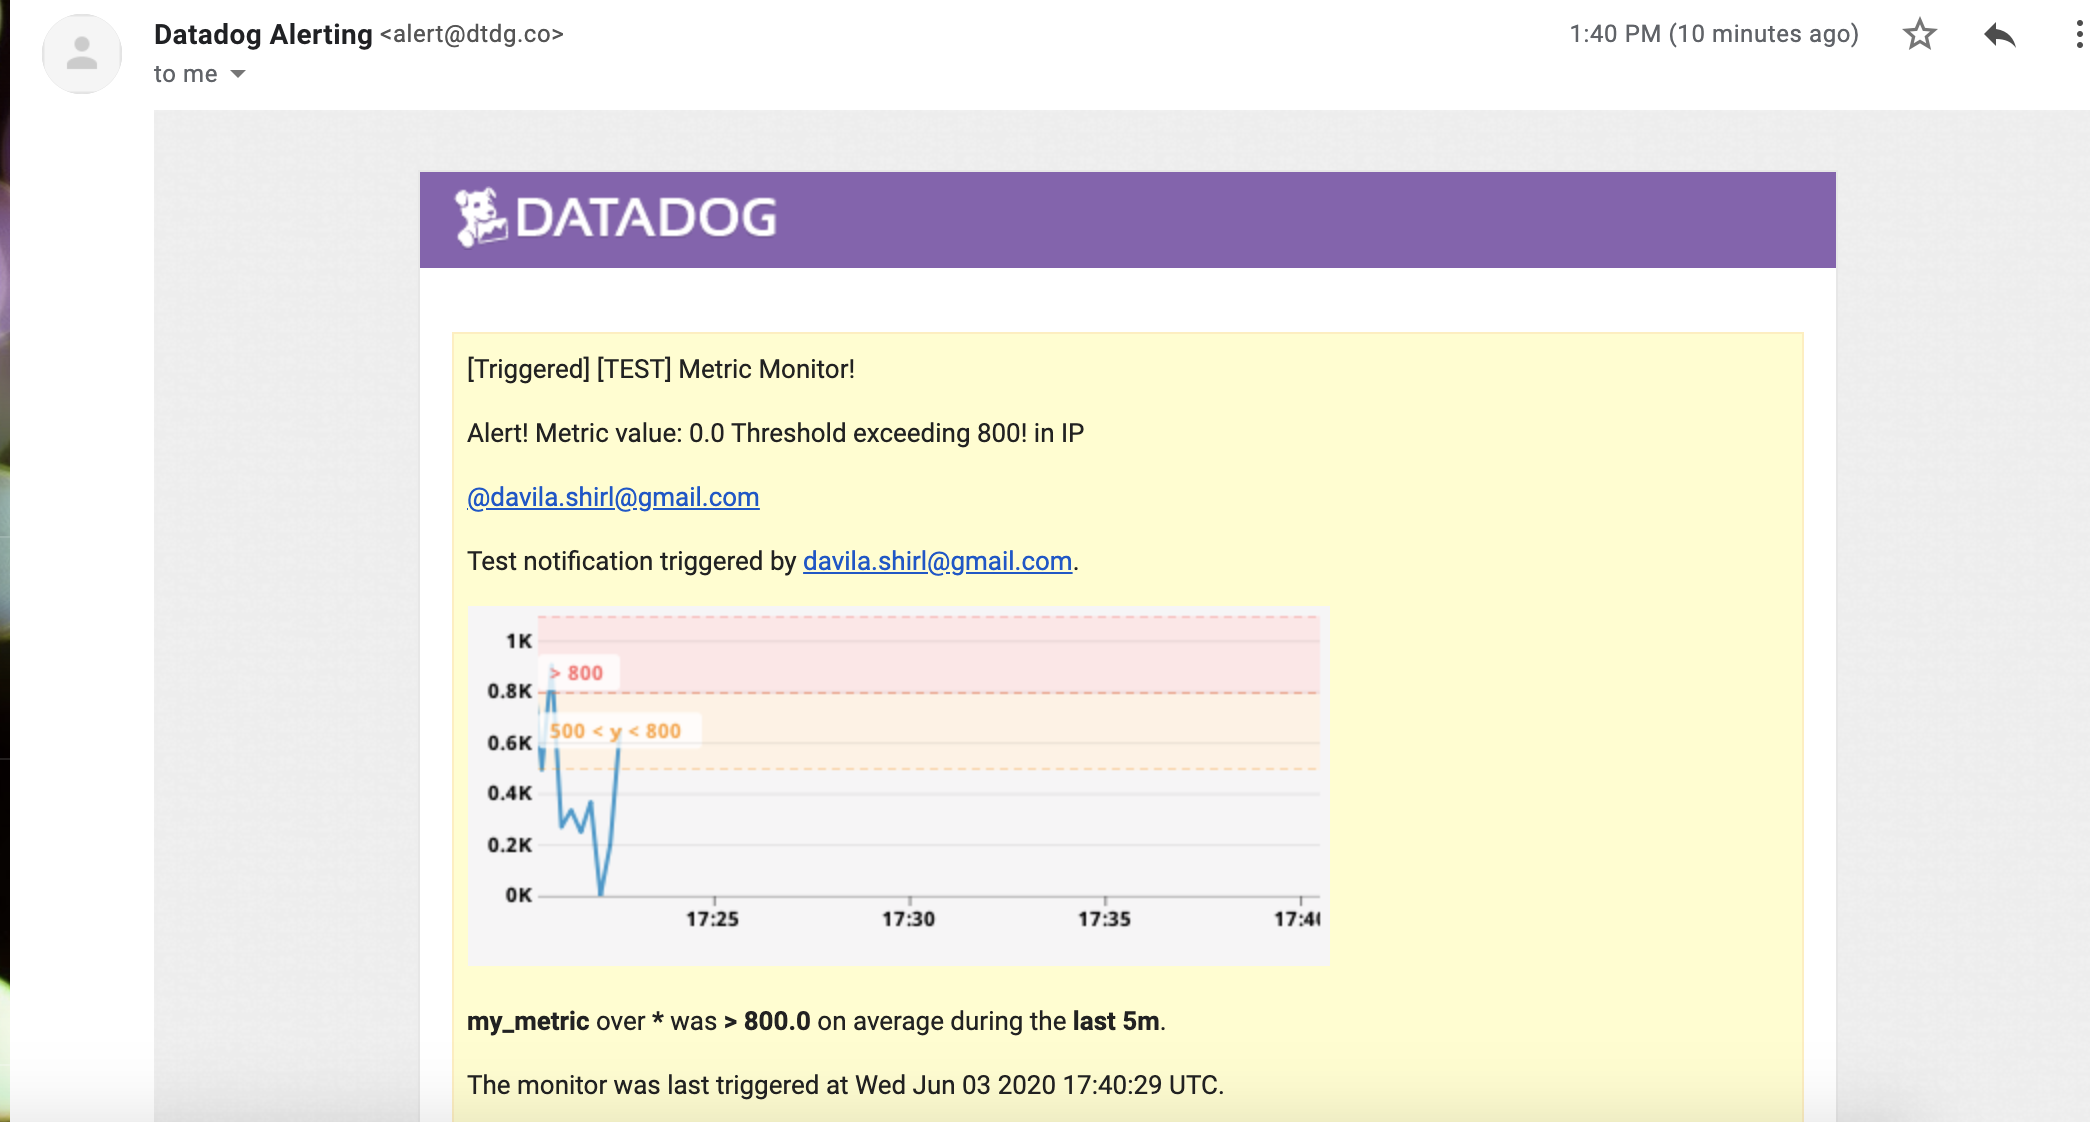 Datadog Alerting <alert@dtdg.co>
1:40 PM (10 minutes ago)
to me
DATADOG
[Triggered] [TEST] Metric Monitor!
Alert! Metric value: 0.0 Threshold exceeding 800! in IP
@davila.shirl@gmail.com
Test notification triggered by davila.shirl@gmail.com.
1K
> 800
0.8K
500 < y < 800
0.6K
0.4K
0.2K
0K
17:25 17:30 17:35 17:40
my_metric over * was > 800.0 on average during the last 5m.
The monitor was last triggered at Wed Jun 03 2020 17:40:29 UTC.